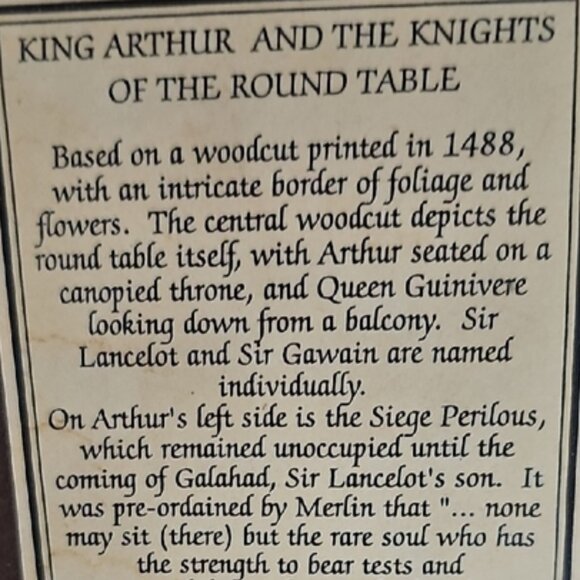 KING ARTHUR AND THE KNIGHTS
OF THE ROUND TABLE
Based on a woodcut printed in 1488,
with an intricate border of foliage and
flowers. The central woodcut depicts the
round table itself, with Arthur seated on a
canopied throne, and Queen Guinivere
looking down from a balcony. Sir
Lancelot and Sir Gawain are named
individually.
On Arthur's left side is the Siege Perilous,
which remained unoccupied until the
coming of Galahad, Sir Lancelot's son. It
was pre-ordained by Merlin that "... none
may sit (there) but the rare soul who has
the strength to bear tests and